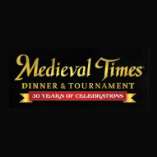 Medieval Times
DINNER & TOURNAMENT
30 YEARS OF CELEBRATIONS